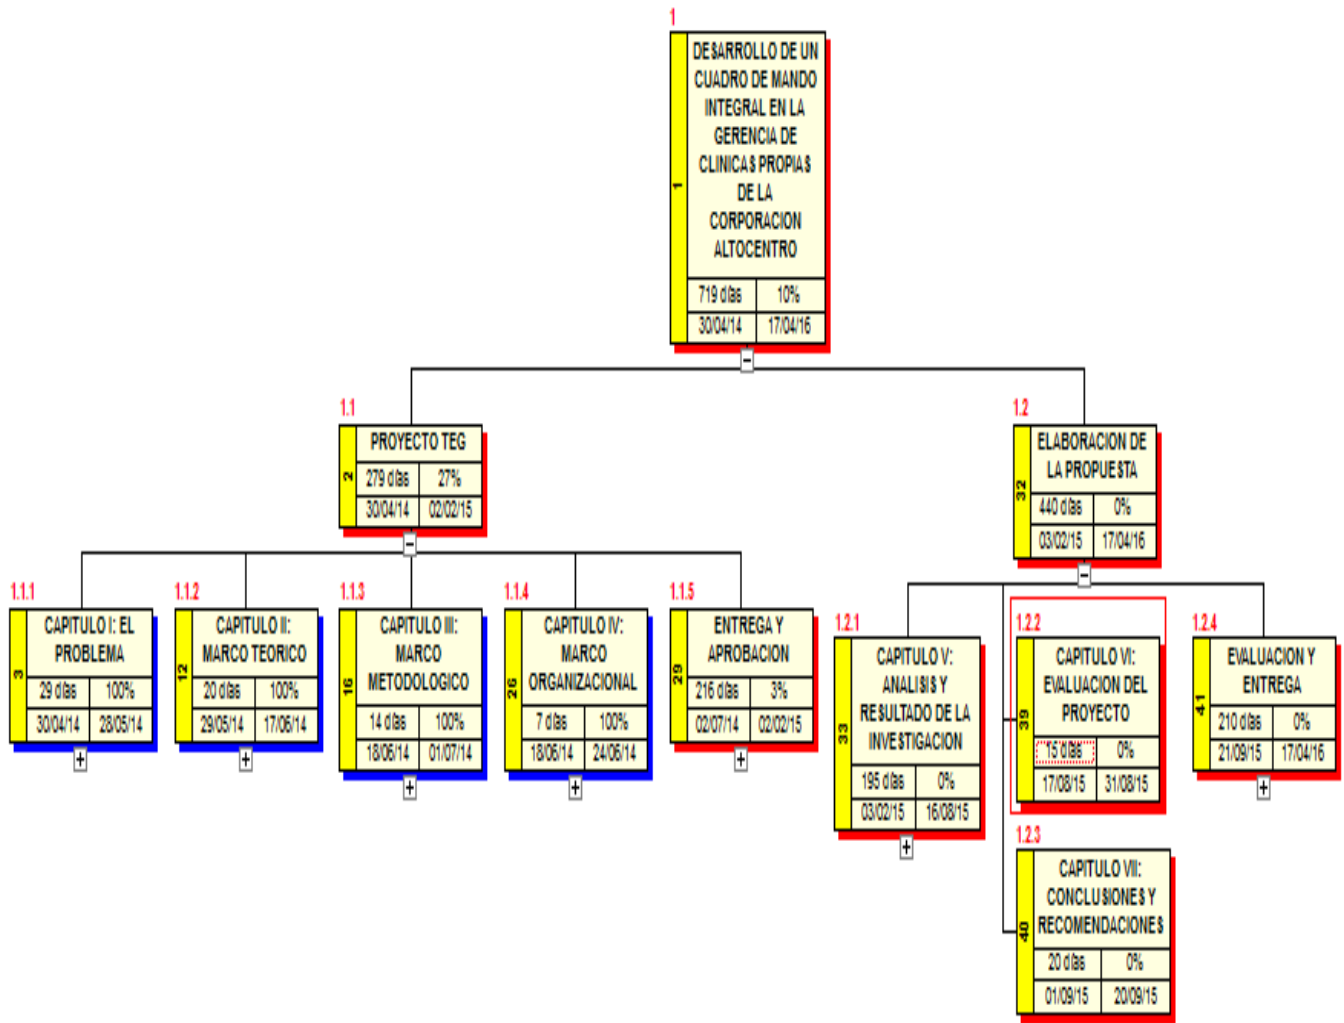 1
DESARROLLO DE UN
CUADRO DE MANDO
INTEGRAL EN LA
GERENCIA DE
CLINICAS PROPIAS
DE LA
CORPORACION
ALTOCENTRO
1
719 días 10%
30/04/14 17/04/16
1.1
PROYECTO TEG
2
279 días 27%
30/04/14 02/02/15
1.2
ELABORACION DE
LA PROPUESTA
32
440 días 0%
03/02/15 17/04/16
1.1.1
CAPITULO I: EL
PROBLEMA
3
29 días 100%
30/04/14 28/05/14
1.1.2
CAPITULO II:
MARCO TEORICO
12
20 días 100%
29/05/14 17/06/14
1.1.3
CAPITULO III:
MARCO
METODOLOGICO
16
14 días 100%
18/06/14 01/07/14
1.1.4
CAPITULO IV:
MARCO
ORGANIZACIONAL
26
7 días 100%
18/06/14 24/06/14
1.1.5
ENTREGA Y
APROBACION
29
216 días 3%
02/07/14 02/02/15
1.2.1
CAPITULO V:
ANALISIS Y
RESULTADO DE LA
INVESTIGACION
33
195 días 0%
03/02/15 16/08/15
1.2.2
CAPITULO VI:
EVALUACION DEL
PROYECTO
39
15 días 0%
17/08/15 31/08/15
1.2.3
CAPITULO VII:
CONCLUSIONES Y
RECOMENDACIONES
40
20 días 0%
01/09/15 20/09/15
1.2.4
EVALUACION Y
ENTREGA
41
210 días 0%
21/09/15 17/04/16